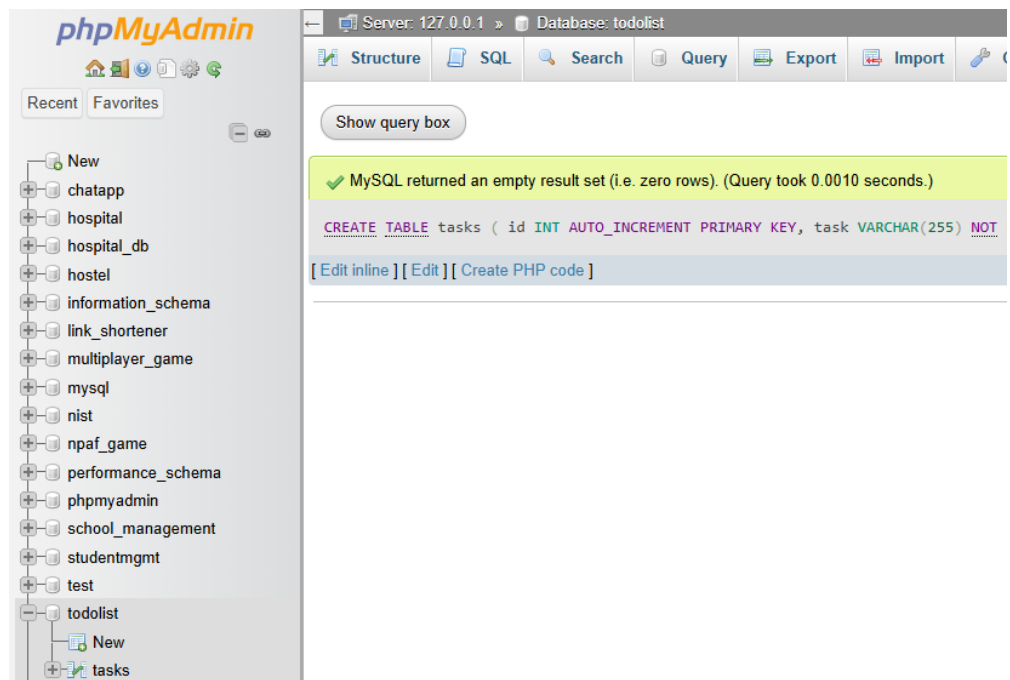 phpMyAdmin
Recent Favorites
New
chatapp
hospital
hospital_db
hostel
information_schema
link_shortener
multiplayer_game
mysql
nist
npaf_game
performance_schema
phpmyadmin
school_management
studentmgmt
test
todolist
New
tasks
← Server: 127.0.0.1 » Database: todolist
Structure SQL Search Query Export Import
Show query box
MySQL returned an empty result set (i.e. zero rows). (Query took 0.0010 seconds.)
CREATE TABLE tasks ( id INT AUTO_INCREMENT PRIMARY KEY, task VARCHAR(255) NOT
[ Edit inline ] [ Edit ] [ Create PHP code ]